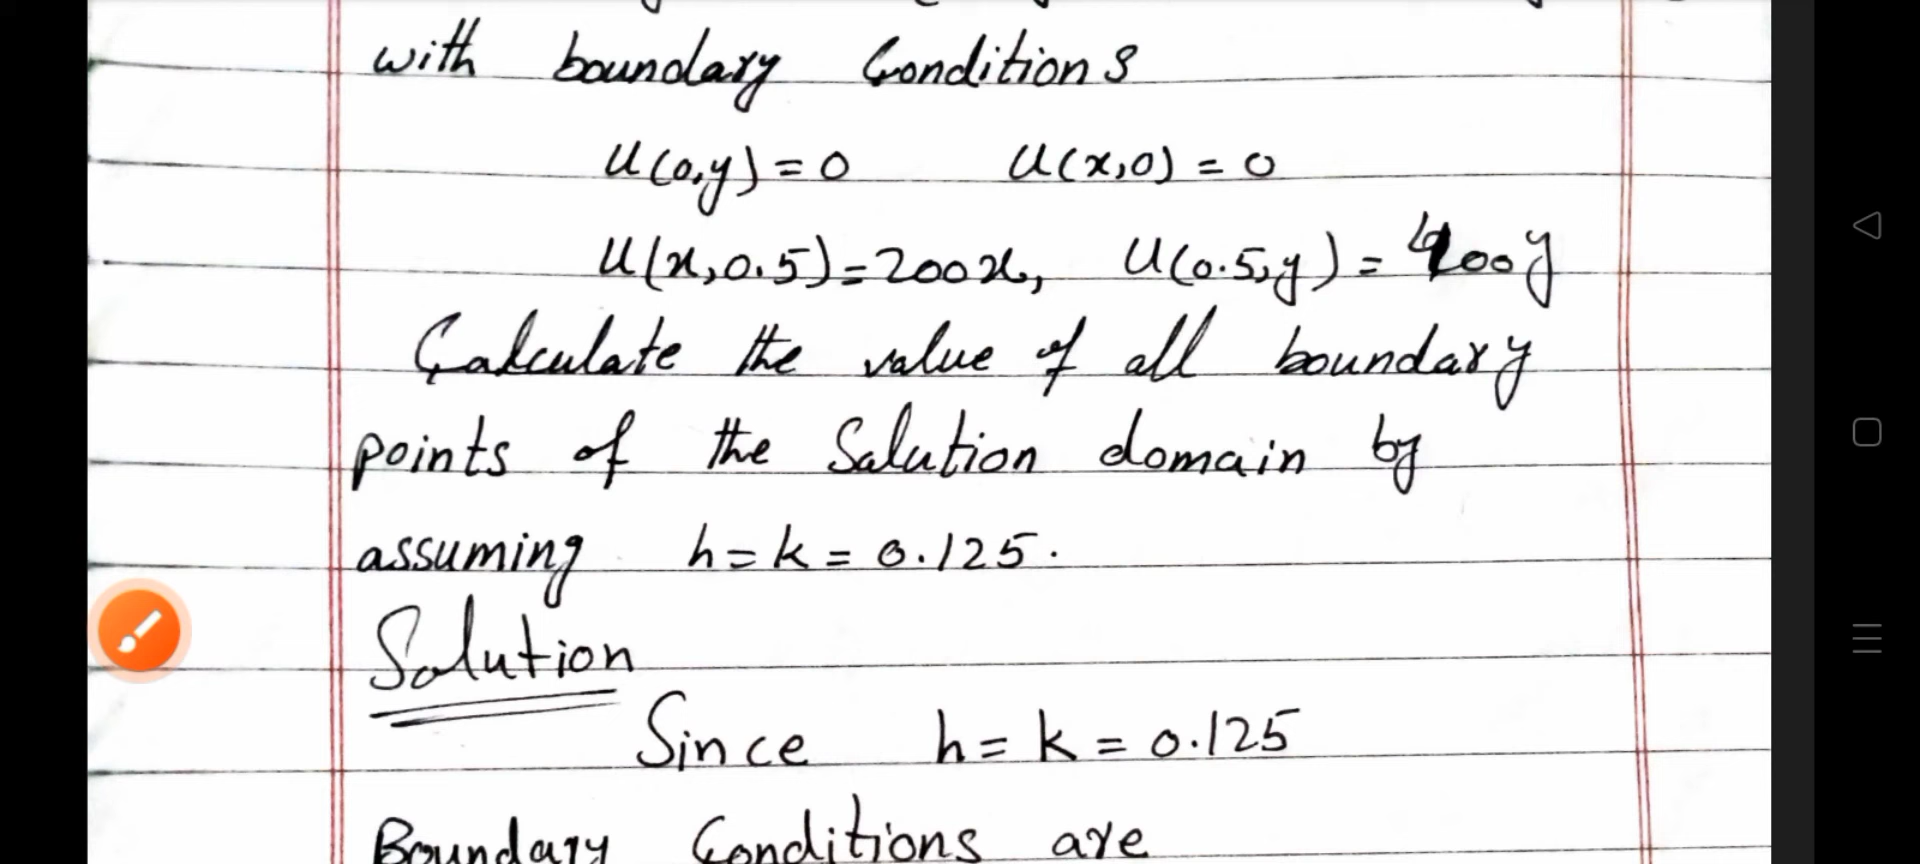 with boundary Conditions
U(0,y)=0 U(x,0) = 0
U(x,0.5)=200x, U(0.5,y) = 400y
Calculate the value of all boundary
points of the Salution domain by
assuming h=k = 0.125.
Solution
Since h= k = 0.125
Boundary Conditions are